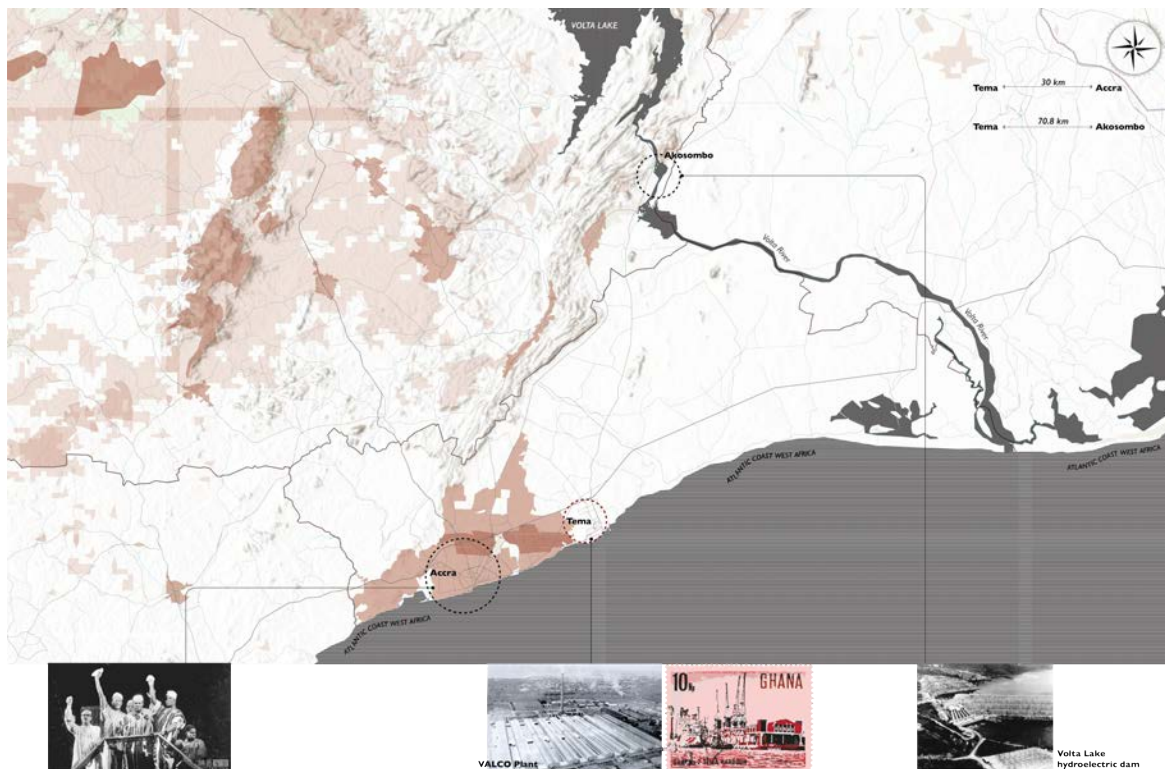 VOLTA LAKE
Tema 30 km Accra
Tema 70.8 km Akosombo
Akosombo
Volta River
Volta River
ATLANTIC COAST WEST AFRICA
ATLANTIC COAST WEST AFRICA
Tema
Accra
ATLANTIC COAST WEST AFRICA
10 Np GHANA
VALCO Plant
Volta Lake
hydroelectric dam